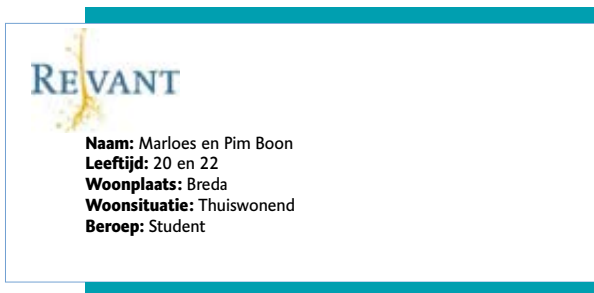 REVANT
Naam: Marloes en Pim Boon
Leeftijd: 20 en 22
Woonplaats: Breda
Woonsituatie: Thuiswonend
Beroep: Student